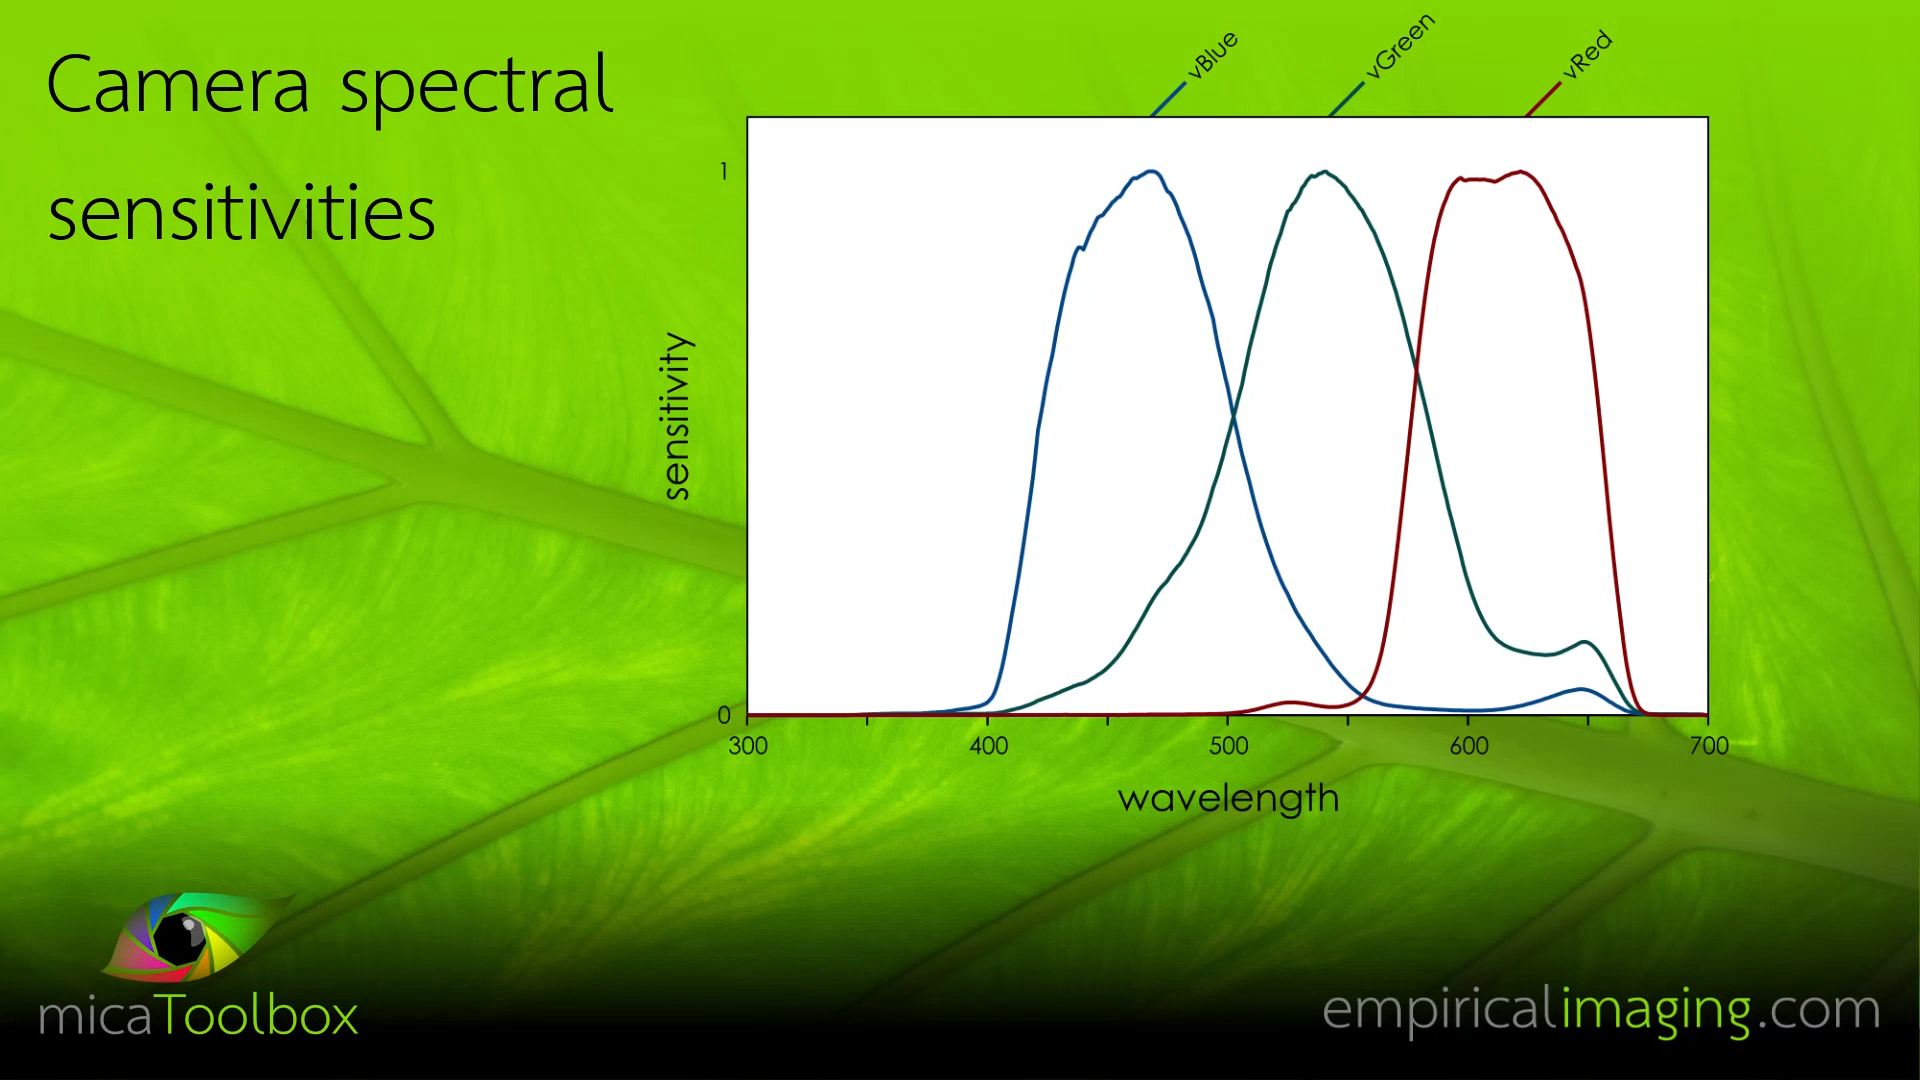 Camera spectral
sensitivities
vBlue
vGreen
vRed
1
sensitivity
0
300
400
500
600
700
wavelength
micaToolbox
empiricalimaging.com